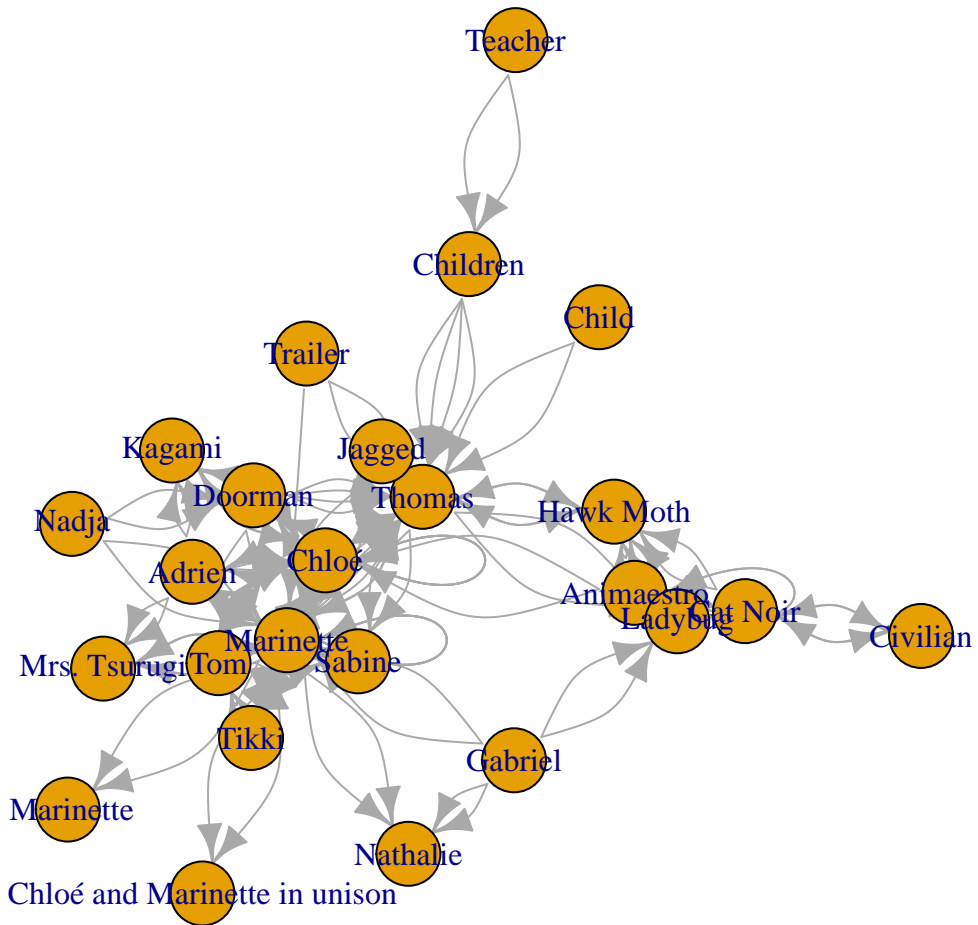 Teacher
Children
Child
Trailer
Kagami
Jagged
Doorman
Thomas
Nadja
Hawk Moth
Chloé
Adrien
Animaestro
Cat Noir
Ladybug
Civilian
Marinette
Mrs. Tsurugi
Tom
Sabine
Tikki
Gabriel
Marinette
Nathalie
Chloé and Marinette in unison